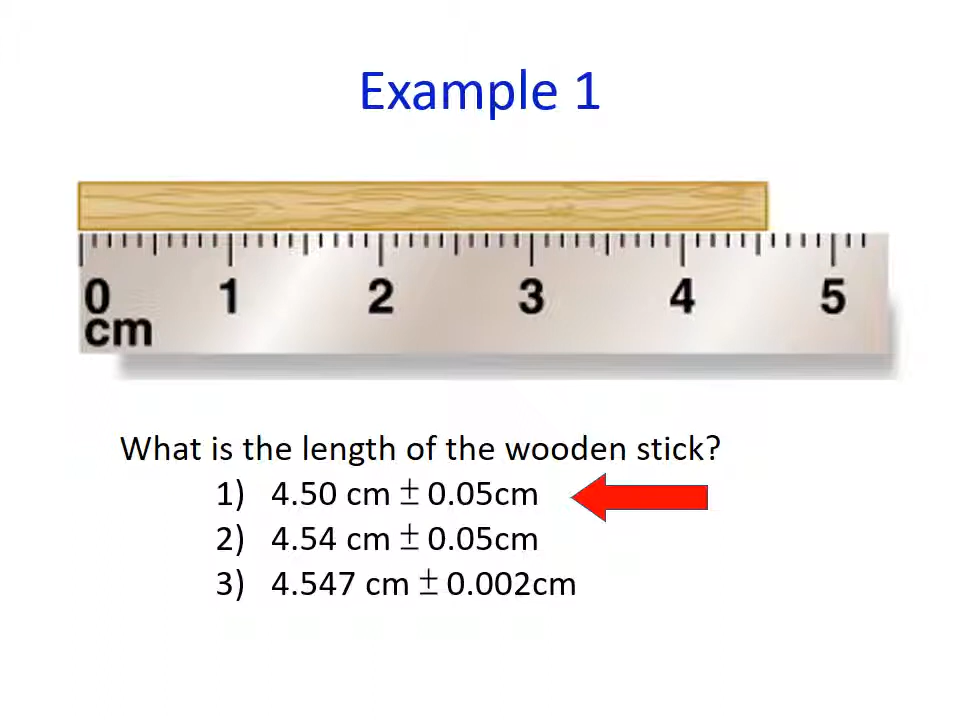 Example 1
0 1 2 3 4 5
cm
What is the length of the wooden stick?
1) 4.50 cm ± 0.05cm
2) 4.54 cm ± 0.05cm
3) 4.547 cm ± 0.002cm